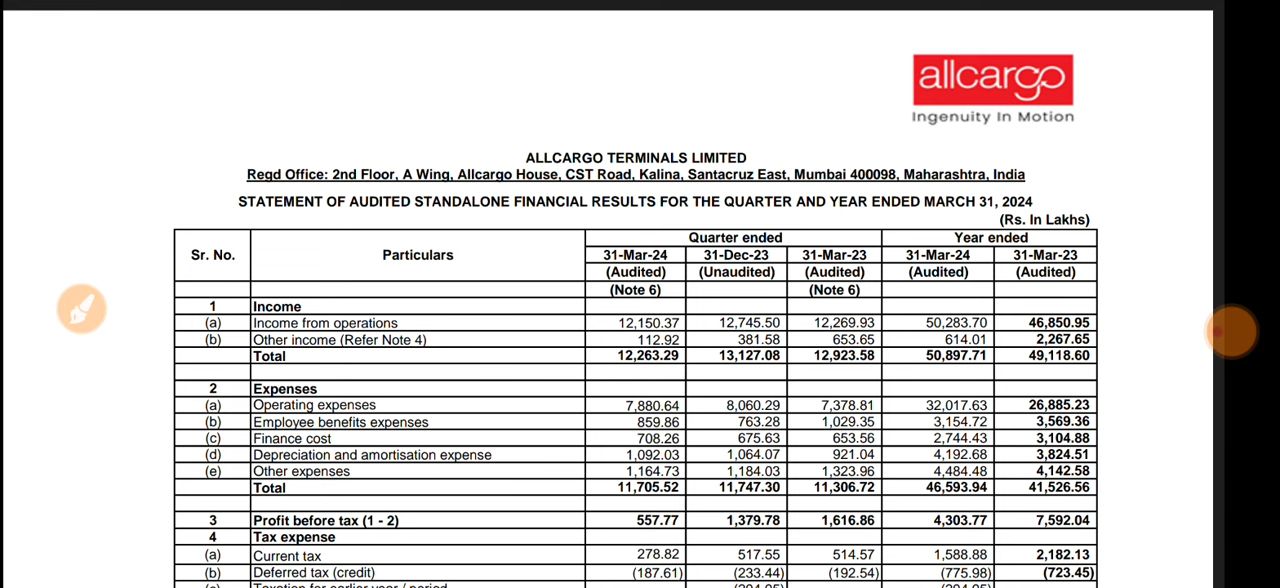 allcargo
Ingenuity In Motion
ALLCARGO TERMINALS LIMITED
Regd Office: 2nd Floor, A Wing, Allcargo House, CST Road, Kalina, Santacruz East, Mumbai 400098, Maharashtra, India
STATEMENT OF AUDITED STANDALONE FINANCIAL RESULTS FOR THE QUARTER AND YEAR ENDED MARCH 31, 2024
(Rs. In Lakhs)
Quarter ended Year ended
Sr. No. Particulars 31-Mar-24 31-Dec-23 31-Mar-23 31-Mar-24 31-Mar-23
(Audited) (Unaudited) (Audited) (Audited) (Audited)
(Note 6) (Note 6)
1 Income
(a) Income from operations 12,150.37 12,745.50 12,269.93 50,283.70 46,850.95
(b) Other income (Refer Note 4) 112.92 381.58 653.65 614.01 2,267.65
Total 12,263.29 13,127.08 12,923.58 50,897.71 49,118.60
2 Expenses
(a) Operating expenses 7,880.64 8,060.29 7,378.81 32,017.63 26,885.23
(b) Employee benefits expenses 859.86 763.28 1,029.35 3,154.72 3,569.36
(c) Finance cost 708.26 675.63 653.56 2,744.43 3,104.88
(d) Depreciation and amortisation expense 1,092.03 1,064.07 921.04 4,192.68 3,824.51
(e) Other expenses 1,164.73 1,184.03 1,323.96 4,484.48 4,142.58
Total 11,705.52 11,747.30 11,306.72 46,593.94 41,526.56
3 Profit before tax (1 - 2) 557.77 1,379.78 1,616.86 4,303.77 7,592.04
4 Tax expense
(a) Current tax 278.82 517.55 514.57 1,588.88 2,182.13
(b) Deferred tax (credit) (187.61) (233.44) (192.54) (775.98) (723.45)